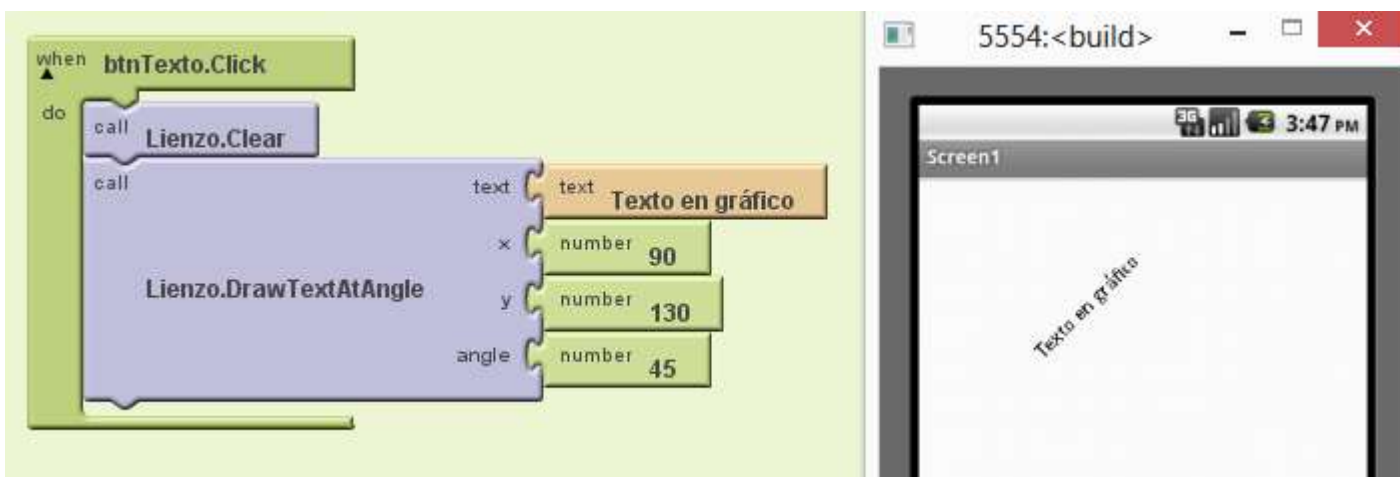 when btnTexto.Click
do
call Lienzo.Clear
call Lienzo.DrawTextAtAngle
text text Texto en gráfico
x number 90
y number 130
angle number 45
5554:<build>
3G 3:47 PM
Screen1
Texto en gráfico